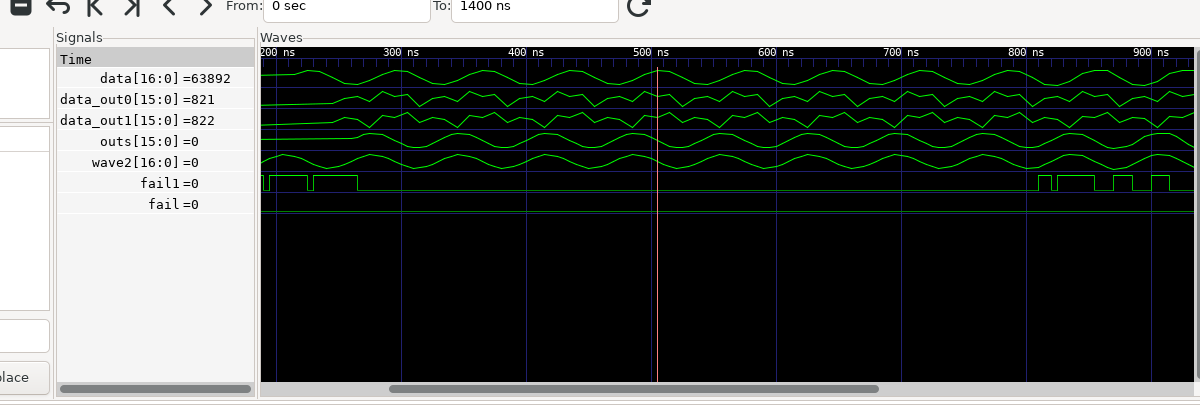 From: 0 sec To: 1400 ns
Signals
Waves
Time
200 ns 300 ns 400 ns 500 ns 600 ns 700 ns 800 ns 900 ns
data[16:0] =63892
data_out0[15:0] =821
data_out1[15:0] =822
outs[15:0] =0
wave2[16:0] =0
fail1 =0
fail =0
place